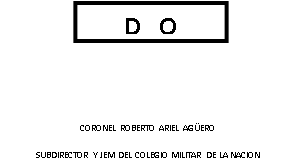 D O
CORONEL ROBERTO ARIEL AGÜERO
SUBDIRECTOR Y JEM DEL COLEGIO MILITAR DE LA NACION